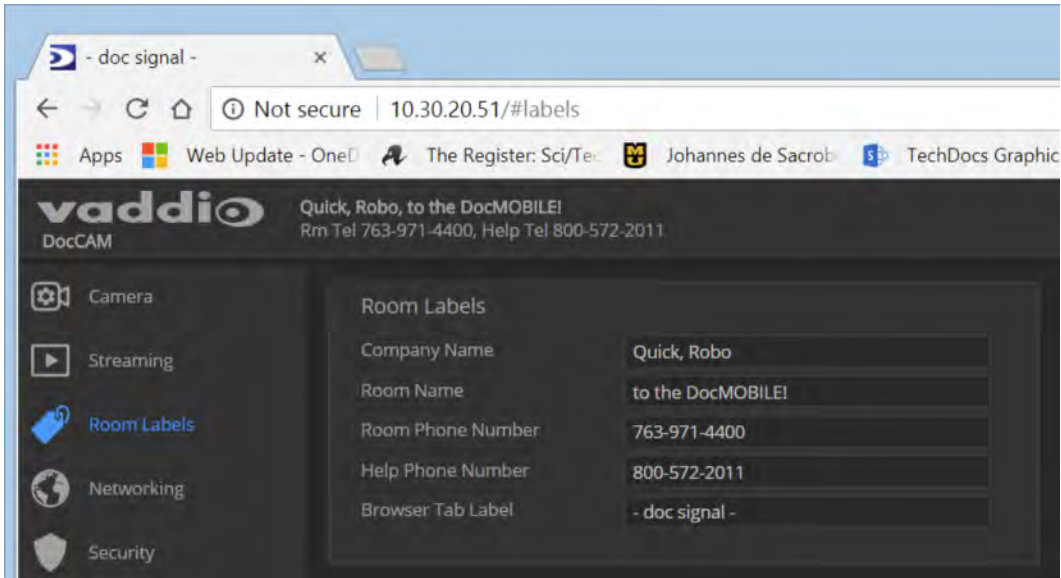 - doc signal -
Not secure 10.30.20.51/#labels
Apps Web Update - OneD The Register: Sci/Tec Johannes de Sacrob TechDocs Graphic
vaddio
DocCAM
Quick, Robo, to the DocMOBILE!
Rm Tel 763-971-4400, Help Tel 800-572-2011
Camera
Streaming
Room Labels
Networking
Security
Room Labels
Company Name Quick, Robo
Room Name to the DocMOBILE!
Room Phone Number 763-971-4400
Help Phone Number 800-572-2011
Browser Tab Label - doc signal -